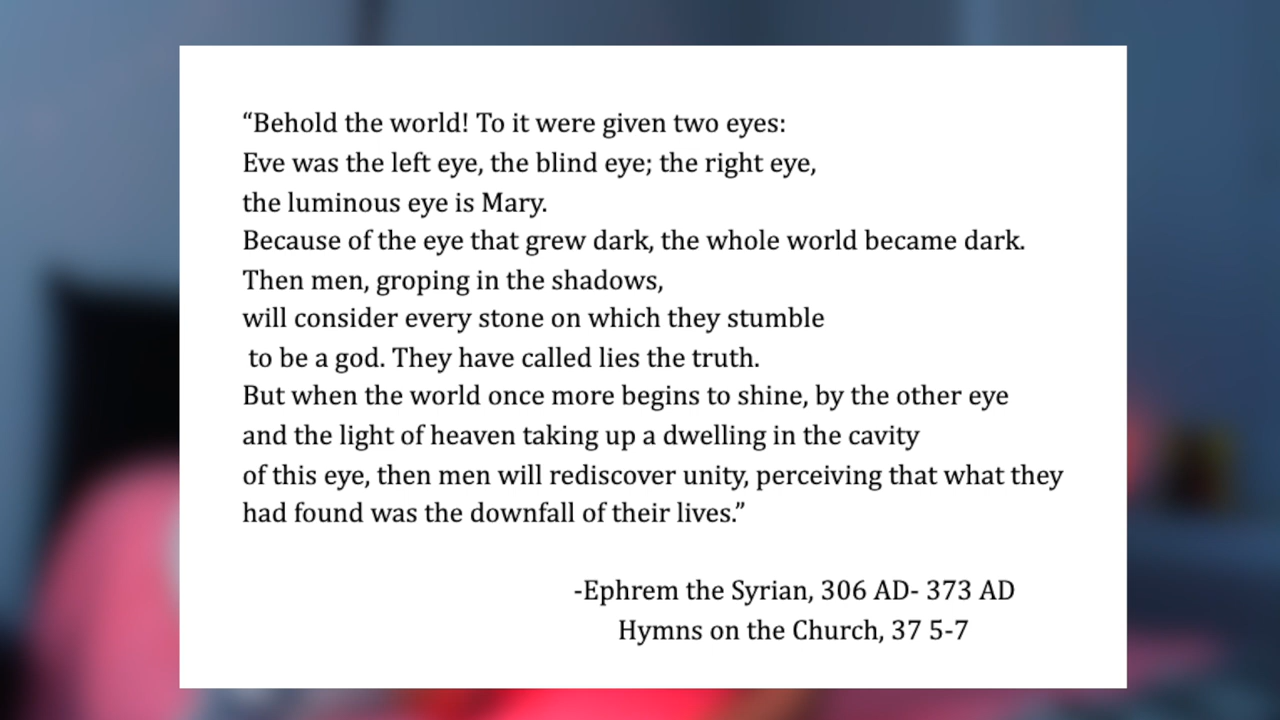 “Behold the world! To it were given two eyes:
Eve was the left eye, the blind eye; the right eye,
the luminous eye is Mary.
Because of the eye that grew dark, the whole world became dark.
Then men, groping in the shadows,
will consider every stone on which they stumble
to be a god. They have called lies the truth.
But when the world once more begins to shine, by the other eye
and the light of heaven taking up a dwelling in the cavity
of this eye, then men will rediscover unity, perceiving that what they
had found was the downfall of their lives.”
-Ephrem the Syrian, 306 AD- 373 AD
Hymns on the Church, 37 5-7